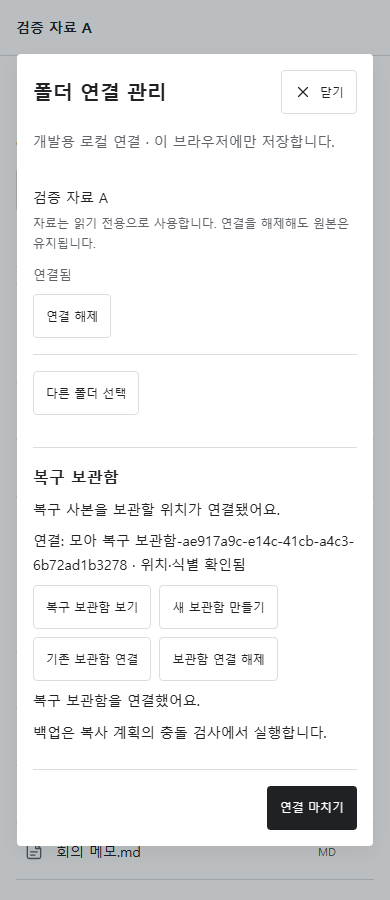 검증 자료 A
폴더 연결 관리
닫기
개발용 로컬 연결 · 이 브라우저에만 저장합니다.
검증 자료 A
자료는 읽기 전용으로 사용합니다. 연결을 해제해도 원본은
유지됩니다.
연결됨
연결 해제
다른 폴더 선택
복구 보관함
복구 사본을 보관할 위치가 연결됐어요.
연결: 모아 복구 보관함-ae917a9c-e14c-41cb-a4c3-
6b72ad1b3278 · 위치·식별 확인됨
복구 보관함 보기
새 보관함 만들기
기존 보관함 연결
보관함 연결 해제
복구 보관함을 연결했어요.
백업은 복사 계획의 충돌 검사에서 실행합니다.
연결 마치기
회의 메모.md
MD